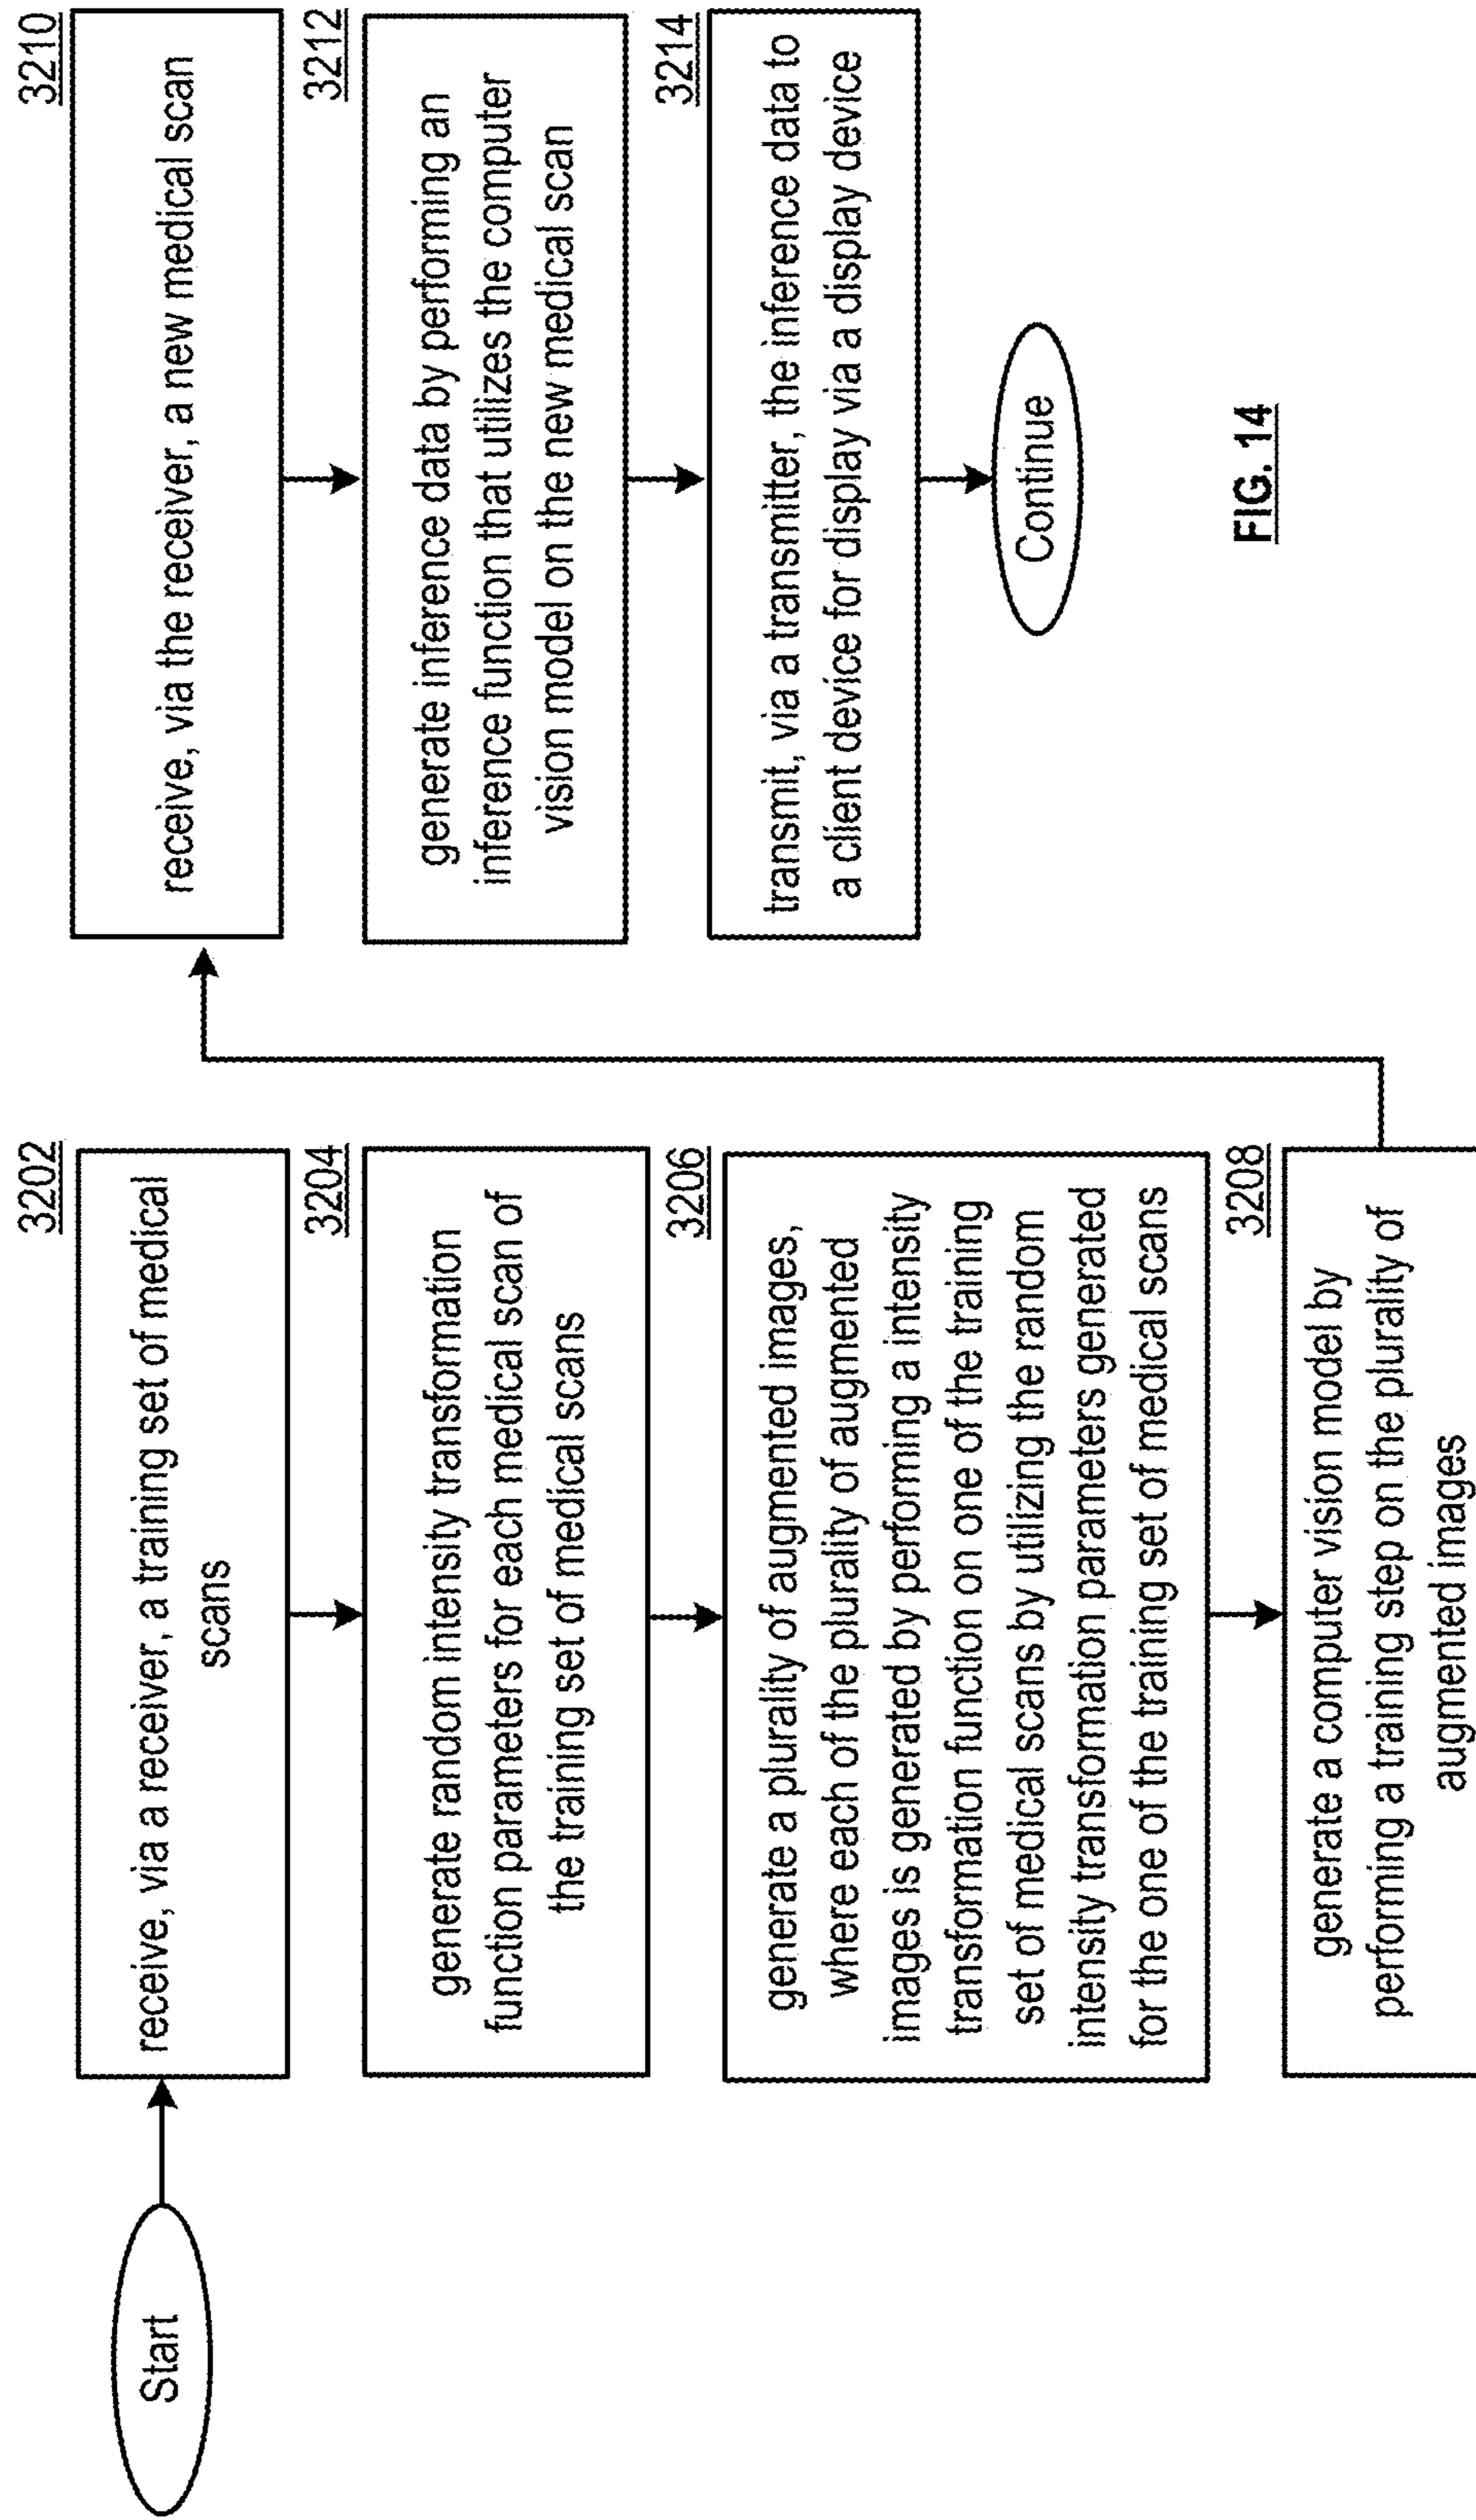 Start
3202
receive, via a receiver, a training set of medical
scans
3204
generate random intensity transformation
function parameters for each medical scan of
the training set of medical scans
3206
generate a plurality of augmented images,
where each of the plurality of augmented
images is generated by performing a intensity
transformation function on one of the training
set of medical scans by utilizing the random
intensity transformation parameters generated
for the one of the training set of medical scans
3208
generate a computer vision model by
performing a training step on the plurality of
augmented images
3210
receive, via the receiver, a new medical scan
3212
generate inference data by performing an
inference function that utilizes the computer
vision model on the new medical scan
3214
transmit, via a transmitter, the inference data to
a client device for display via a display device
Continue
FIG. 14